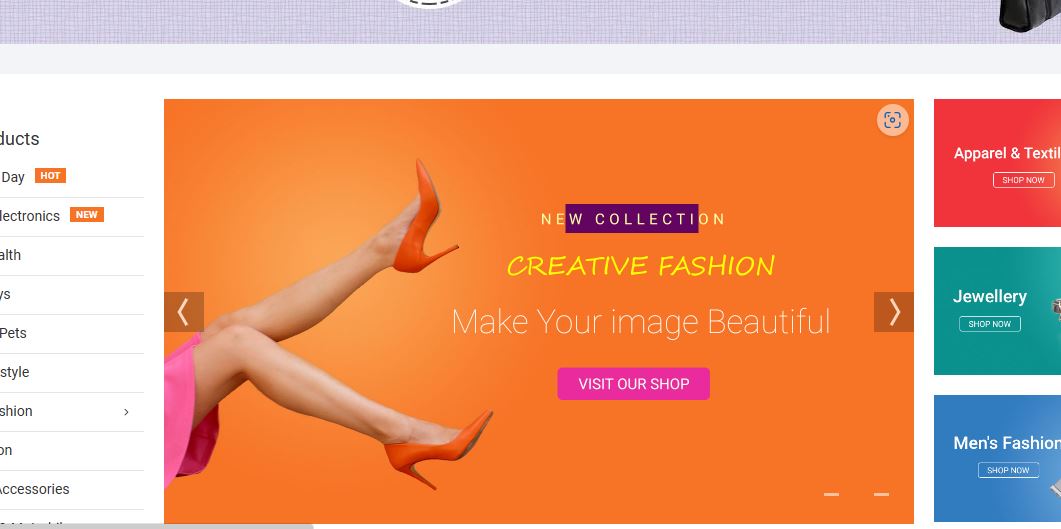 ducts
Day HOT
lectronics NEW
alth
ys
Pets
style
shion
on
Accessories
NEW COLLECTION
CREATIVE FASHION
Make Your image Beautiful
VISIT OUR SHOP
Apparel & Textil
SHOP NOW
Jewellery
SHOP NOW
Men's Fashion
SHOP NOW